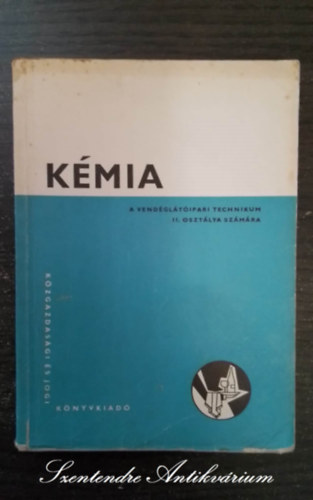 KÉMIA
A VENDÉGLÁTÓIPARI TECHNIKUM
II. OSZTÁLYA SZÁMÁRA
KÖZGAZDASÁGI ÉS JOGI
KÖNYVKIADÓ
Szentendre Antikvárium